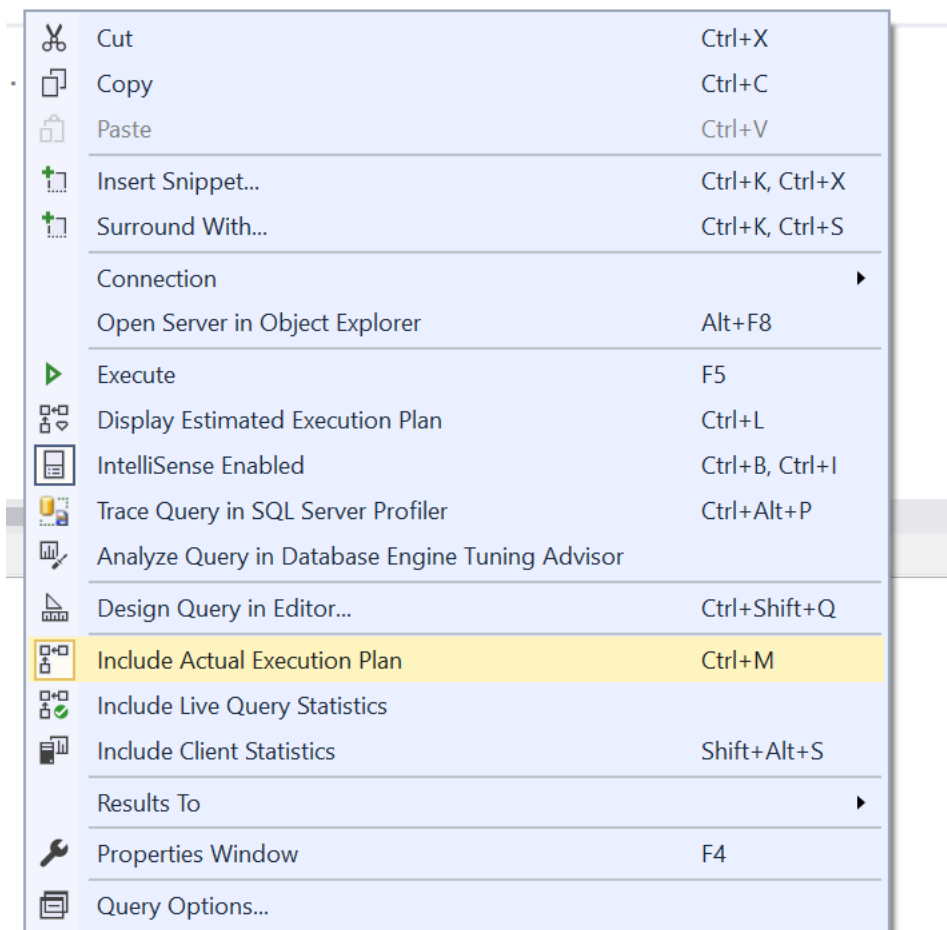 Cut Ctrl+X
Copy Ctrl+C
Paste Ctrl+V
Insert Snippet... Ctrl+K, Ctrl+X
Surround With... Ctrl+K, Ctrl+S
Connection
Open Server in Object Explorer Alt+F8
Execute F5
Display Estimated Execution Plan Ctrl+L
IntelliSense Enabled Ctrl+B, Ctrl+I
Trace Query in SQL Server Profiler Ctrl+Alt+P
Analyze Query in Database Engine Tuning Advisor
Design Query in Editor... Ctrl+Shift+Q
Include Actual Execution Plan Ctrl+M
Include Live Query Statistics
Include Client Statistics Shift+Alt+S
Results To
Properties Window F4
Query Options...